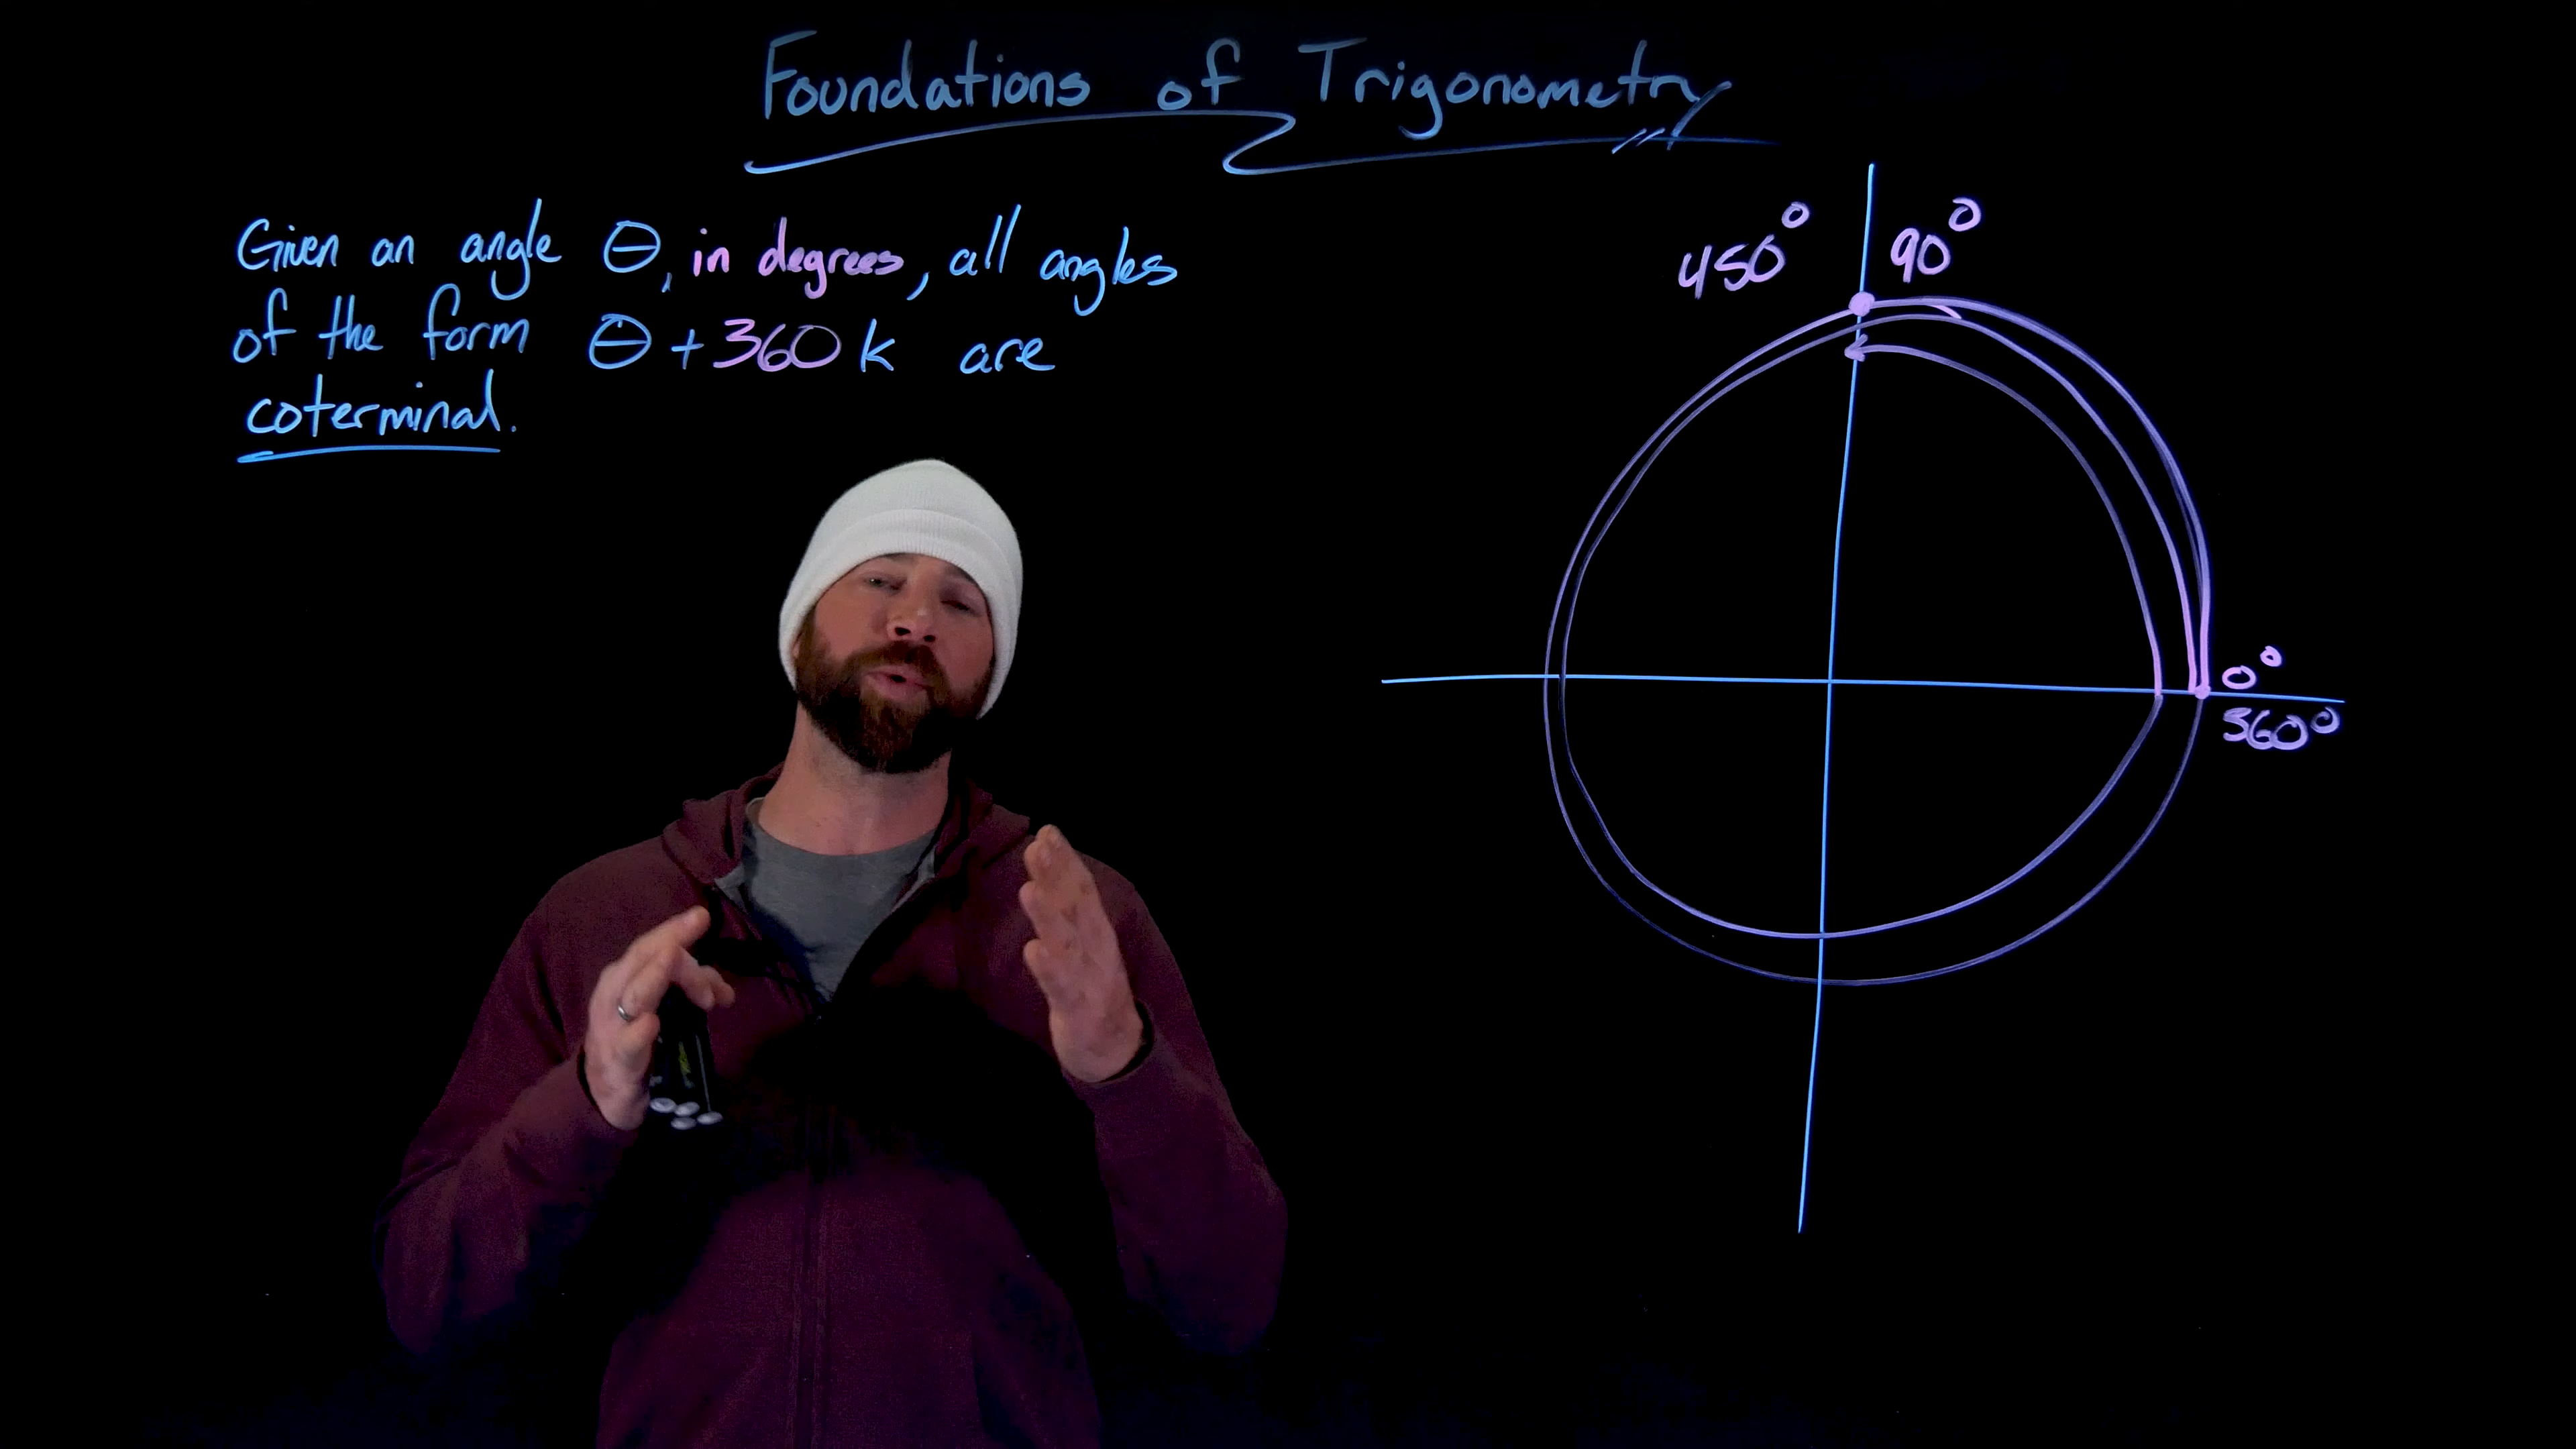 Foundations of Trigonometry
Given an angle θ, in degrees, all angles
of the form θ + 360 k are
coterminal.
450° 90°
0°
360°